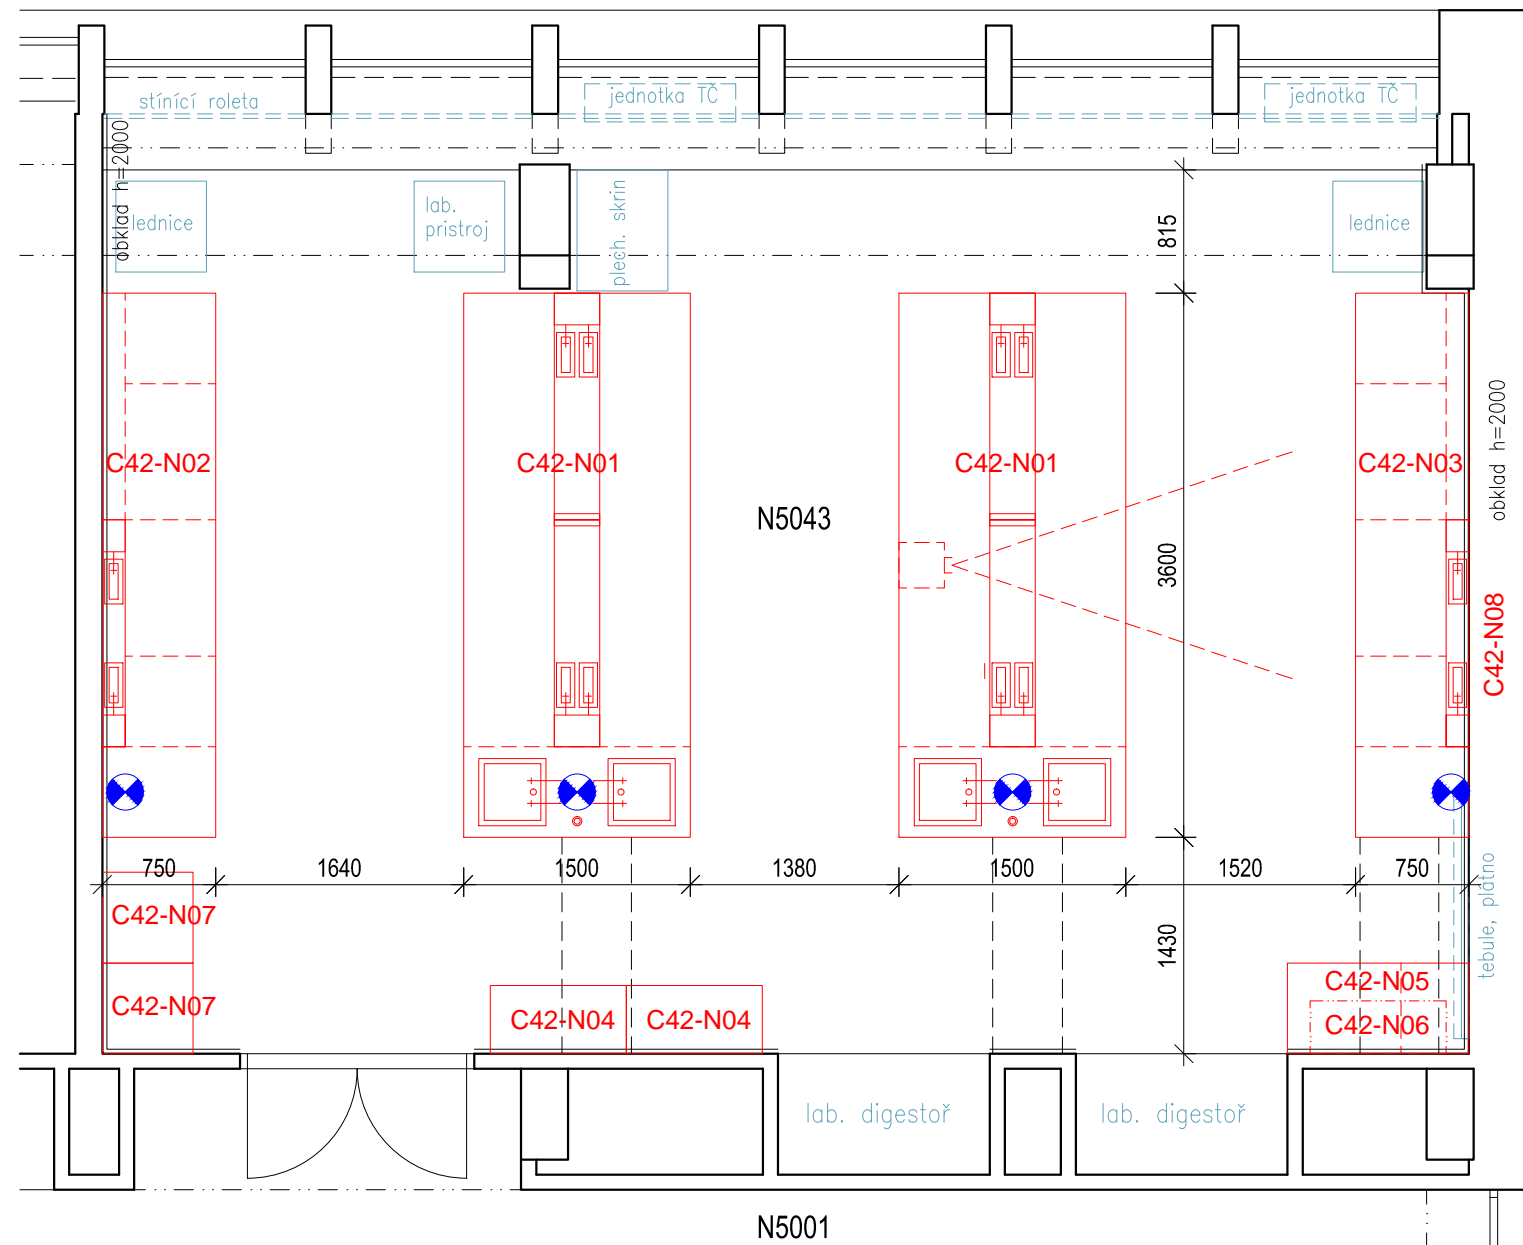 stínící roleta
jednotka TČ
jednotka TČ
obklad h=2000
lednice
lab.
pristroj
plech. skrin
815
lednice
C42-N02
C42-N01
C42-N01
C42-N03
obklad h=2000
N5043
3600
C42-N08
750
1640
1500
1380
1500
1520
750
tebule, plátno
C42-N07
1430
C42-N07
C42-N04
C42-N04
C42-N05
C42-N06
lab. digestoř
lab. digestoř
N5001